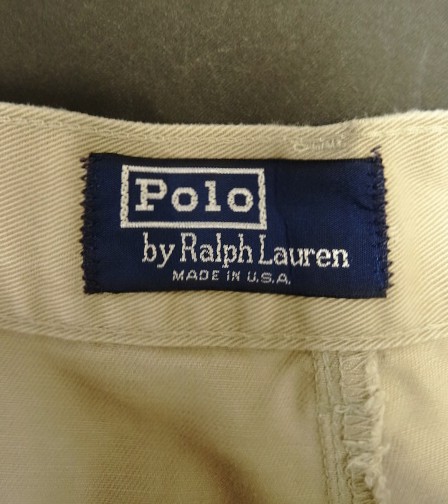 Polo
by Ralph Lauren
MADE IN U.S.A.